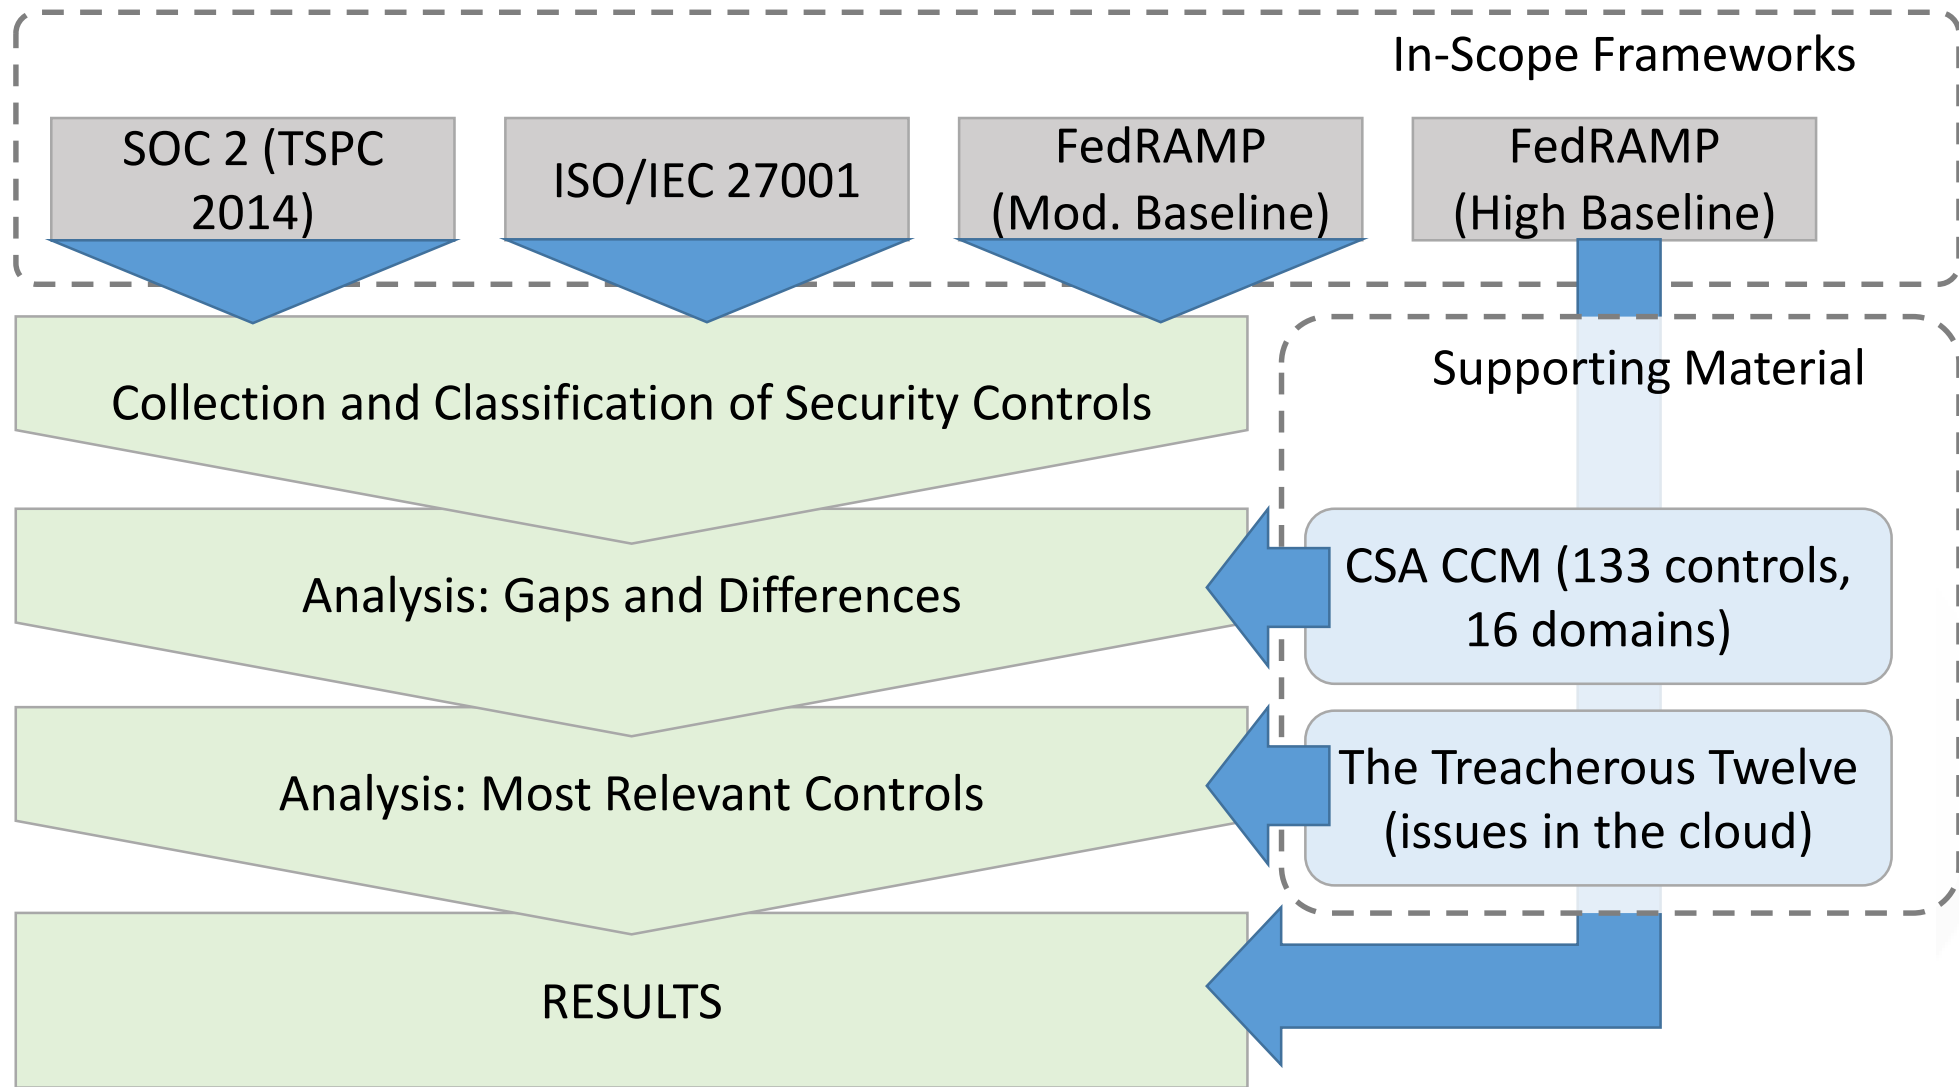 In-Scope Frameworks
SOC 2 (TSPC
2014)
ISO/IEC 27001
FedRAMP
(Mod. Baseline)
FedRAMP
(High Baseline)
Collection and Classification of Security Controls
Supporting Material
Analysis: Gaps and Differences
CSA CCM (133 controls,
16 domains)
Analysis: Most Relevant Controls
The Treacherous Twelve
(issues in the cloud)
RESULTS